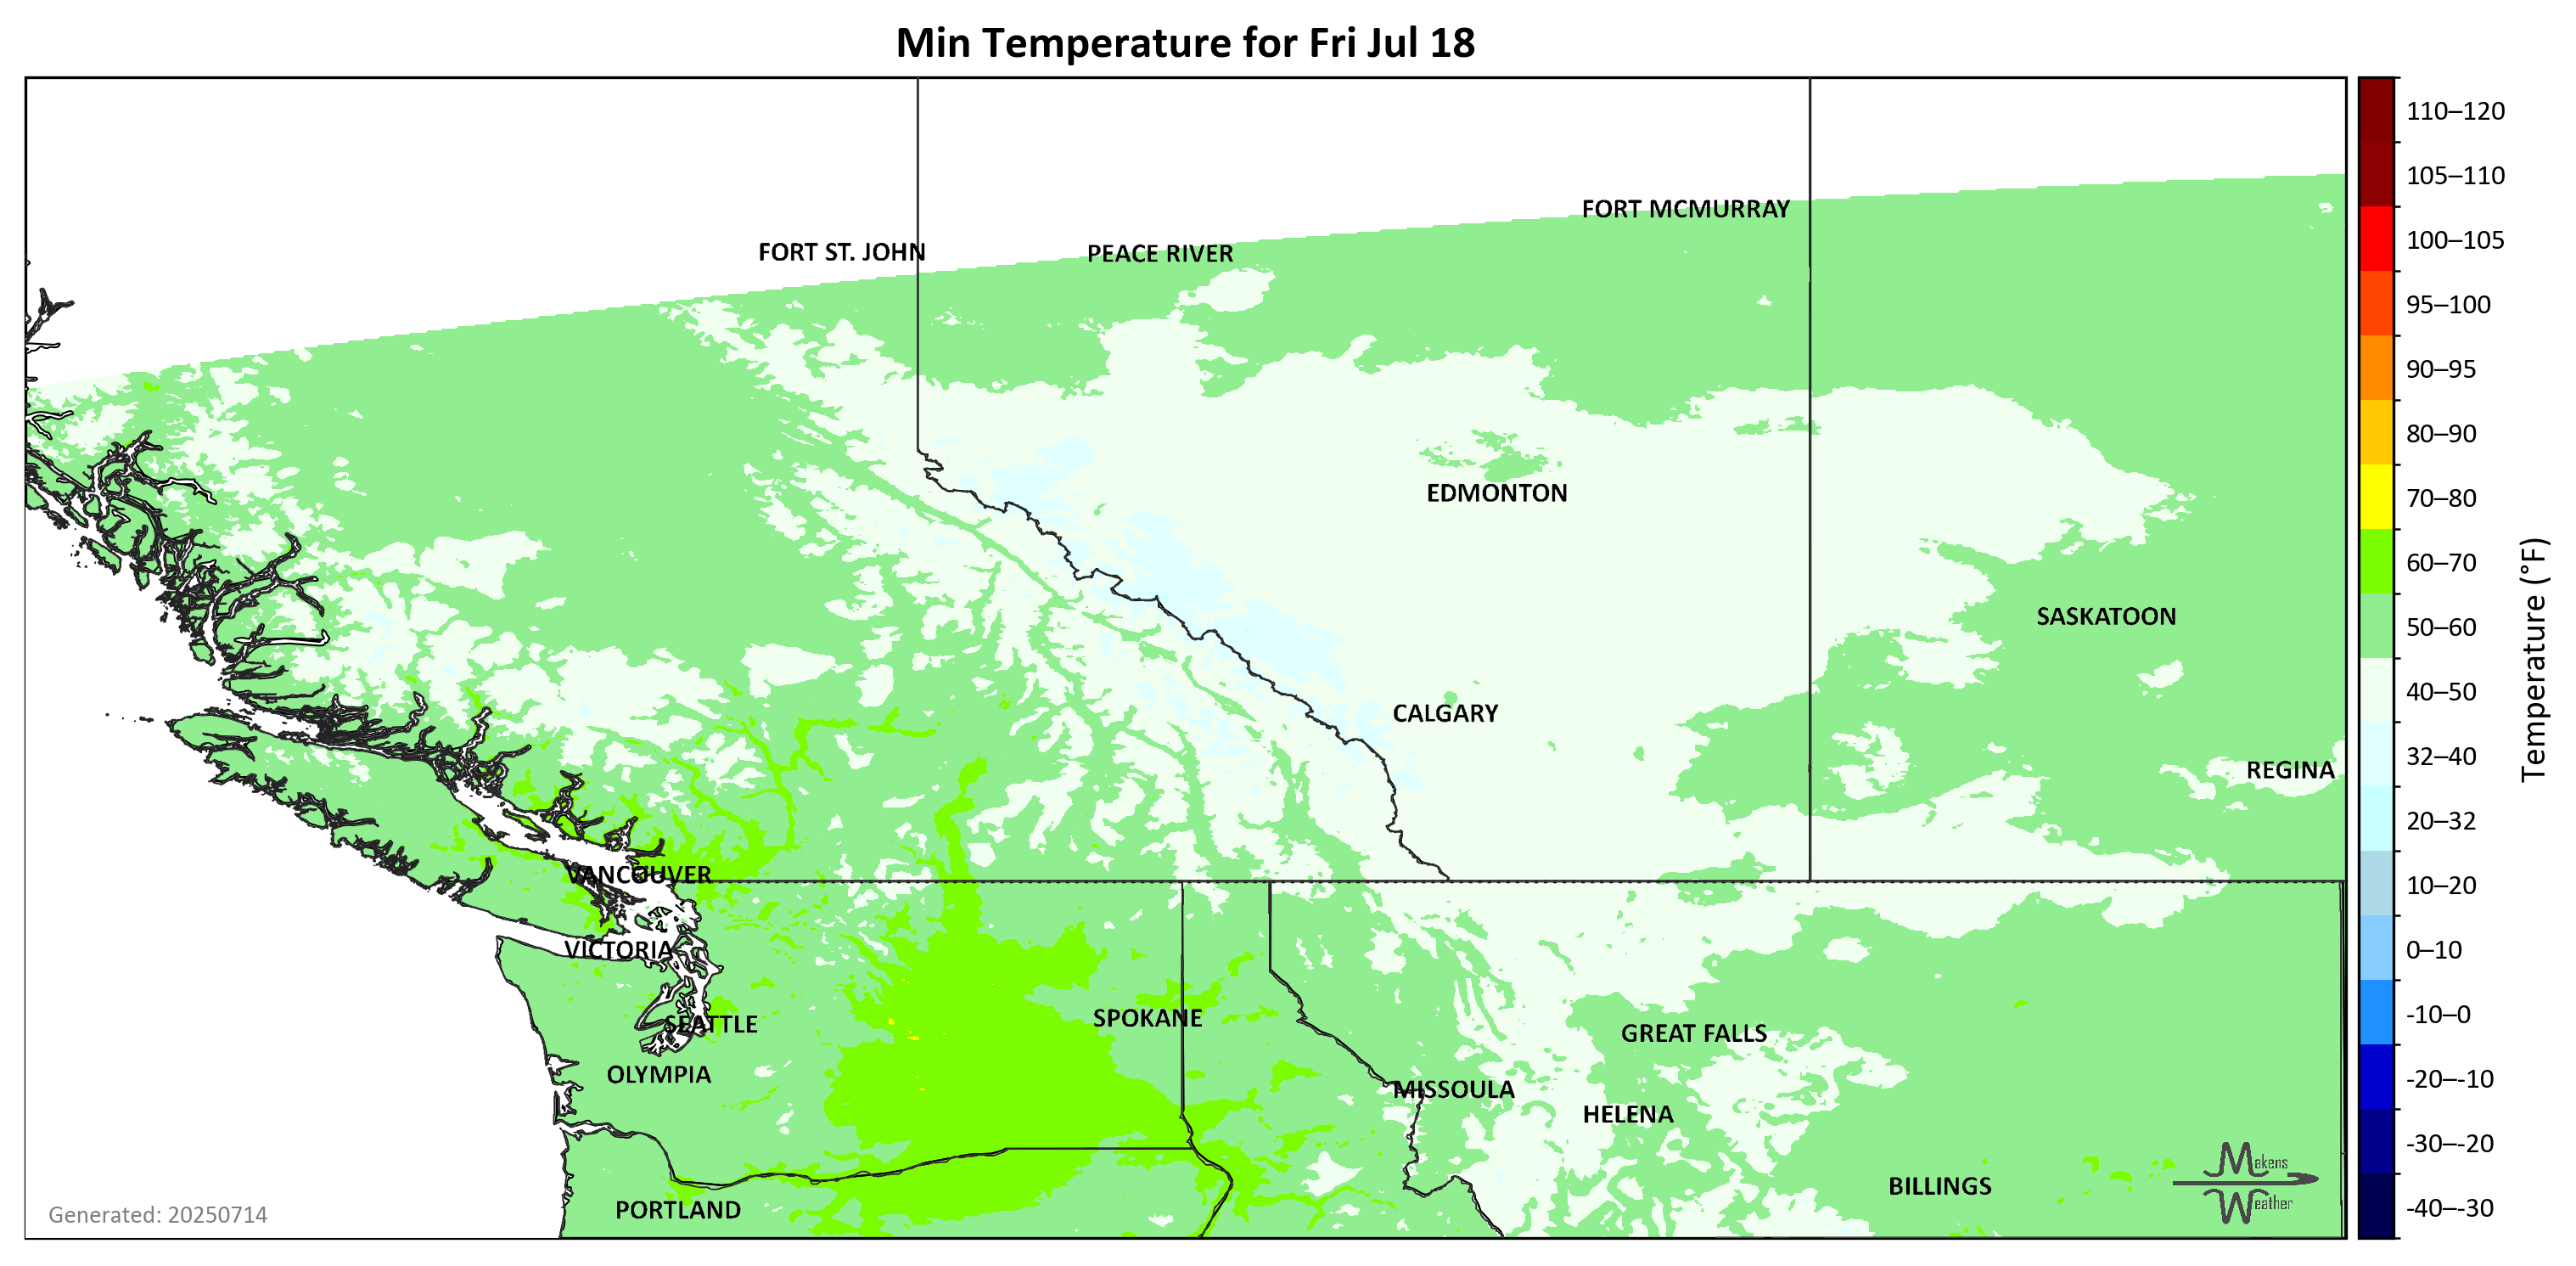 Min Temperature for Fri Jul 18
FORT MCMURRAY
FORT ST. JOHN
PEACE RIVER
EDMONTON
SASKATOON
CALGARY
REGINA
VANCOUVER
VICTORIA
SEATTLE
SPOKANE
GREAT FALLS
OLYMPIA
MISSOULA
HELENA
BILLINGS
PORTLAND
Makens
Weather
Generated: 20250714
110–120
105–110
100–105
95–100
90–95
80–90
70–80
60–70
50–60
40–50
32–40
20–32
10–20
0–10
-10–0
-20–-10
-30–-20
-40–-30
Temperature (°F)